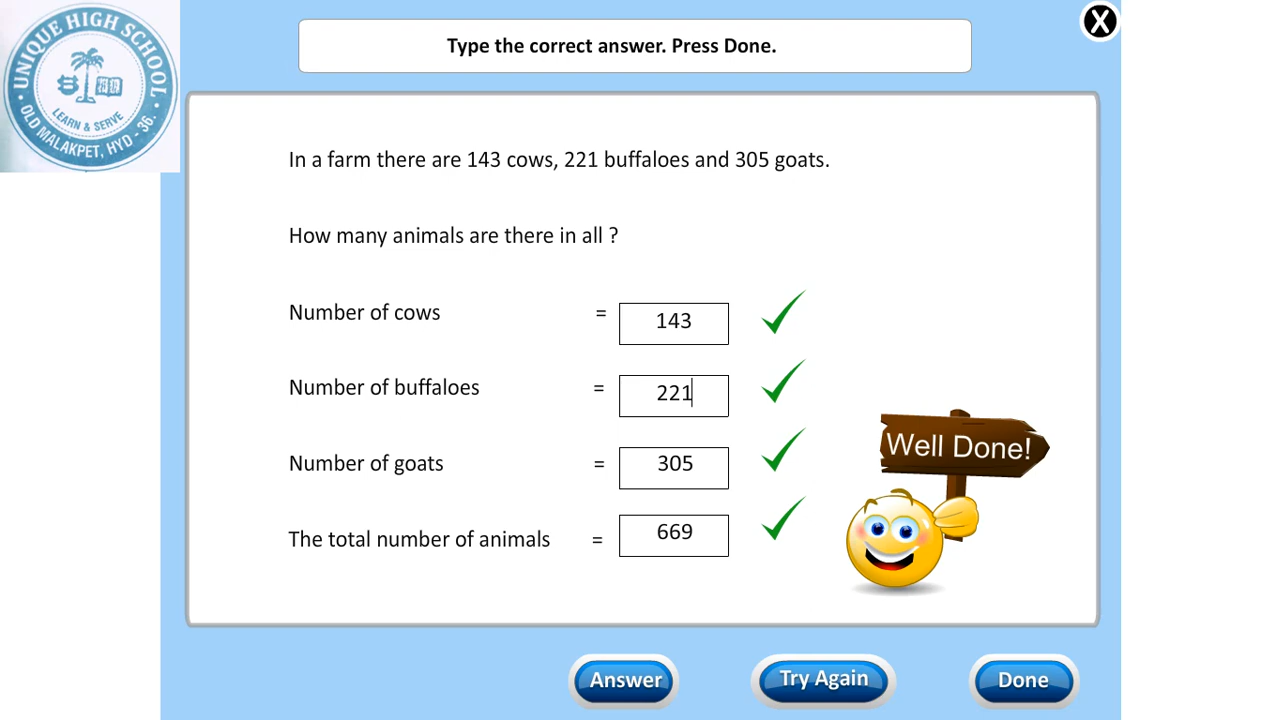 UNIQUE HIGH SCHOOL
LEARN & SERVE
OLD MALAKPET, HYD - 36.
X
Type the correct answer. Press Done.
In a farm there are 143 cows, 221 buffaloes and 305 goats.
How many animals are there in all ?
Number of cows = 143
Number of buffaloes = 221
Number of goats = 305
Well Done!
The total number of animals = 669
Answer Try Again Done